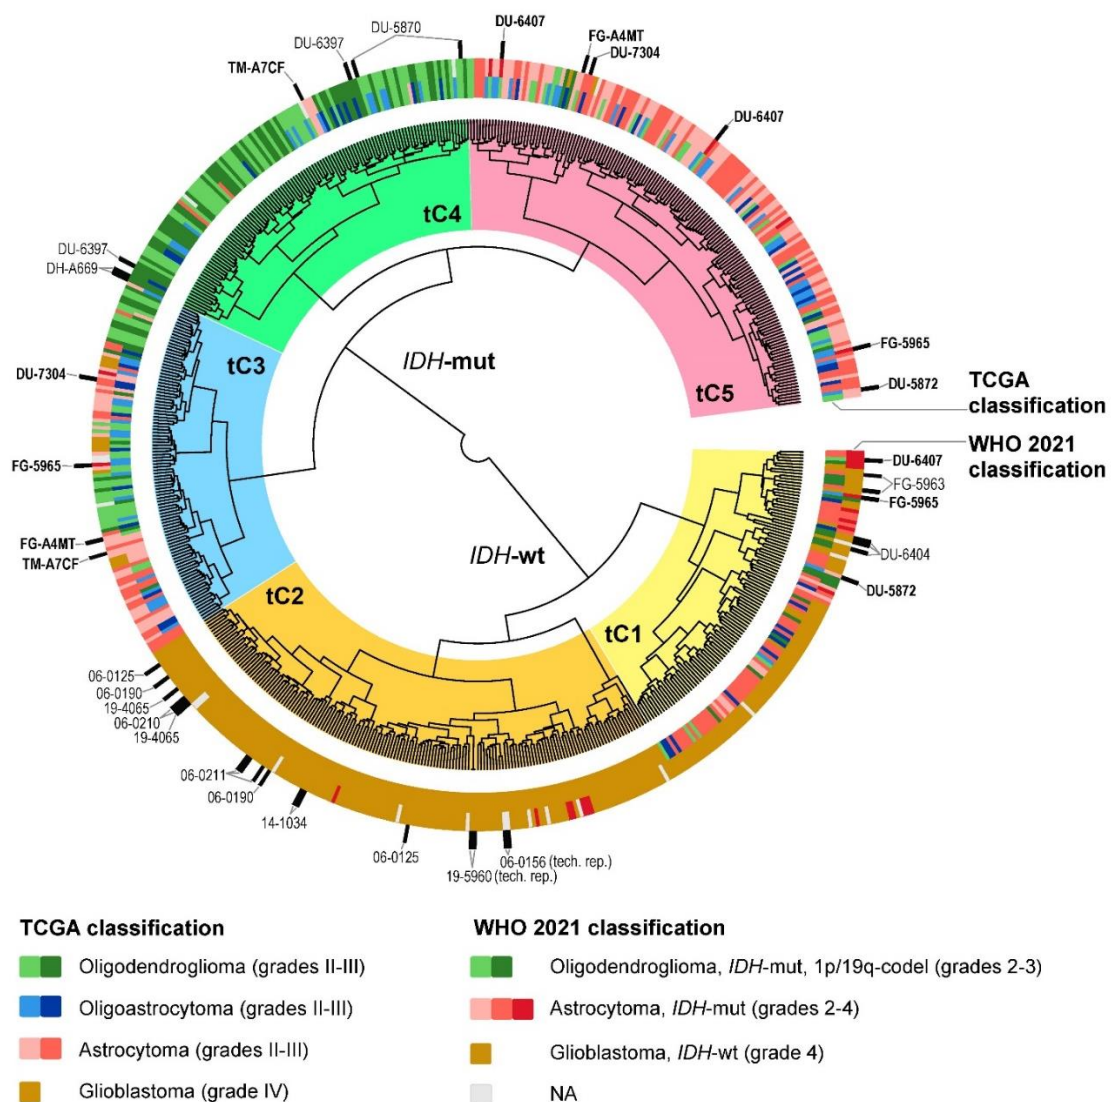 DU-5870
DU-6407
DU-6397
FG-A4MT
DU-7304
TM-A7CF
DU-6407
tC4
tC5
DU-6397
DH-A669
IDH-mut
tC3
FG-5965
DU-7304
DU-5872
TCGA
classification
WHO 2021
classification
FG-5965
DU-6407
FG-5963
FG-5965
IDH-wt
FG-A4MT
TM-A7CF
DU-6404
DU-5872
tC2
tC1
06-0125
06-0190
19-4065
06-0210
19-4065
06-0211
06-0190
14-1034
06-0125
06-0156 (tech. rep.)
19-5960 (tech. rep.)
TCGA classification
Oligodendroglioma (grades II-III)
Oligoastrocytoma (grades II-III)
Astrocytoma (grades II-III)
Glioblastoma (grade IV)
WHO 2021 classification
Oligodendroglioma, IDH-mut, 1p/19q-codel (grades 2-3)
Astrocytoma, IDH-mut (grades 2-4)
Glioblastoma, IDH-wt (grade 4)
NA